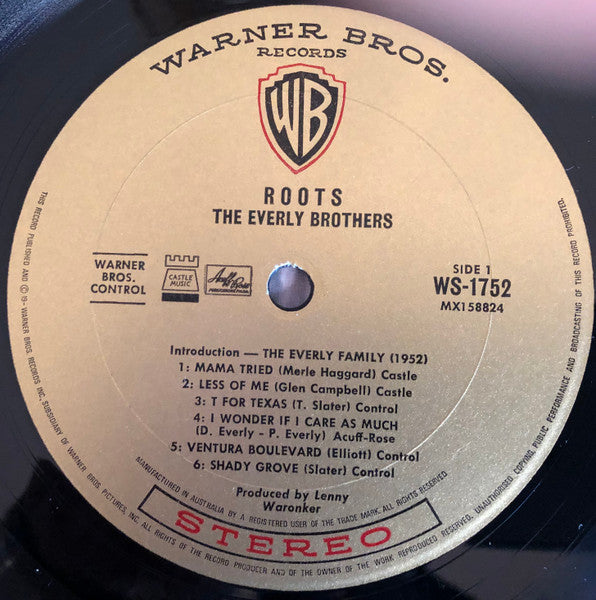 WARNER BROS.
RECORDS
WB
ROOTS
THE EVERLY BROTHERS
WARNER
BROS.
CONTROL
CASTLE
MUSIC
Acuff Rose
SIDE 1
WS-1752
MX158824
Introduction — THE EVERLY FAMILY (1952)
1: MAMA TRIED (Merle Haggard) Castle
2: LESS OF ME (Glen Campbell) Castle
3: T FOR TEXAS (T. Slater) Control
4: I WONDER IF I CARE AS MUCH
(D. Everly - P. Everly) Acuff-Rose
5: VENTURA BOULEVARD (Elliott) Control
6: SHADY GROVE (Slater) Control
Produced by Lenny
Waronker
MANUFACTURED IN AUSTRALIA BY A REGISTERED USER OF THE TRADE MARK. ALL RIGHTS RESERVED.
STEREO
THIS RECORD PUBLISHED AND © 19- WARNER BROS. RECORDS INC. SUBSIDIARY OF WARNER BROS. PICTURES, INC. ALL RIGHTS OF THE RECORD PRODUCER AND OF THE OWNER OF THE WORK REPRODUCED RESERVED. UNAUTHORISED COPYING, PUBLIC PERFORMANCE AND BROADCASTING OF THIS RECORD PROHIBITED.